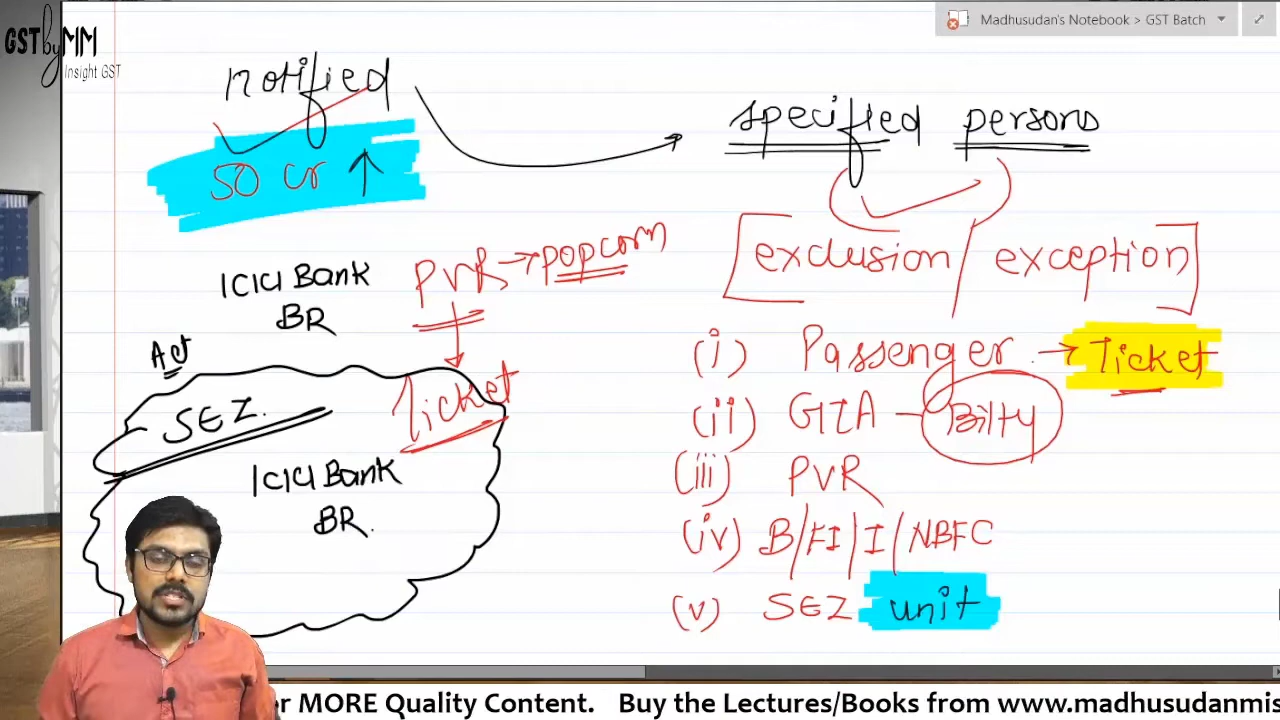 GST by MM
Insight GST
Madhusudan's Notebook > GST Batch
notified
50 cr ↑
specified persons
[exclusion / exception]
PVR → popcorn
Ticket
ICICI Bank
BR
Act
SEZ.
ICICI Bank
BR.
(i) Passenger → Ticket
(ii) GTA - Bilty
(iii) PVR
(iv) B/FI/I/NBFC
(v) SEZ unit
MORE Quality Content. Buy the Lectures/Books from www.madhusudanmis